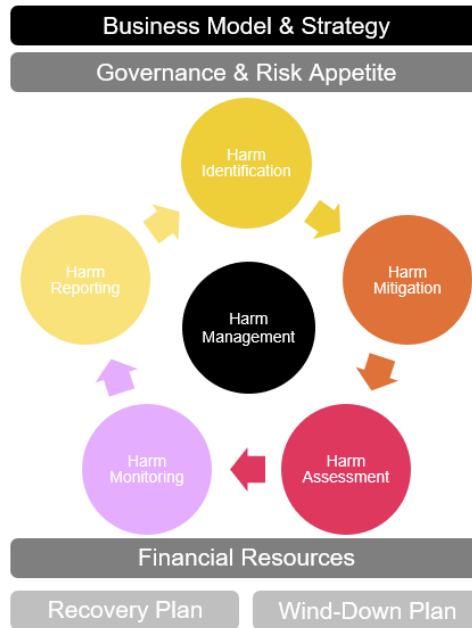 Business Model & Strategy
Governance & Risk Appetite
Harm
Identification
Harm
Reporting
Harm
Mitigation
Harm
Management
Harm
Monitoring
Harm
Assessment
Financial Resources
Recovery Plan
Wind-Down Plan